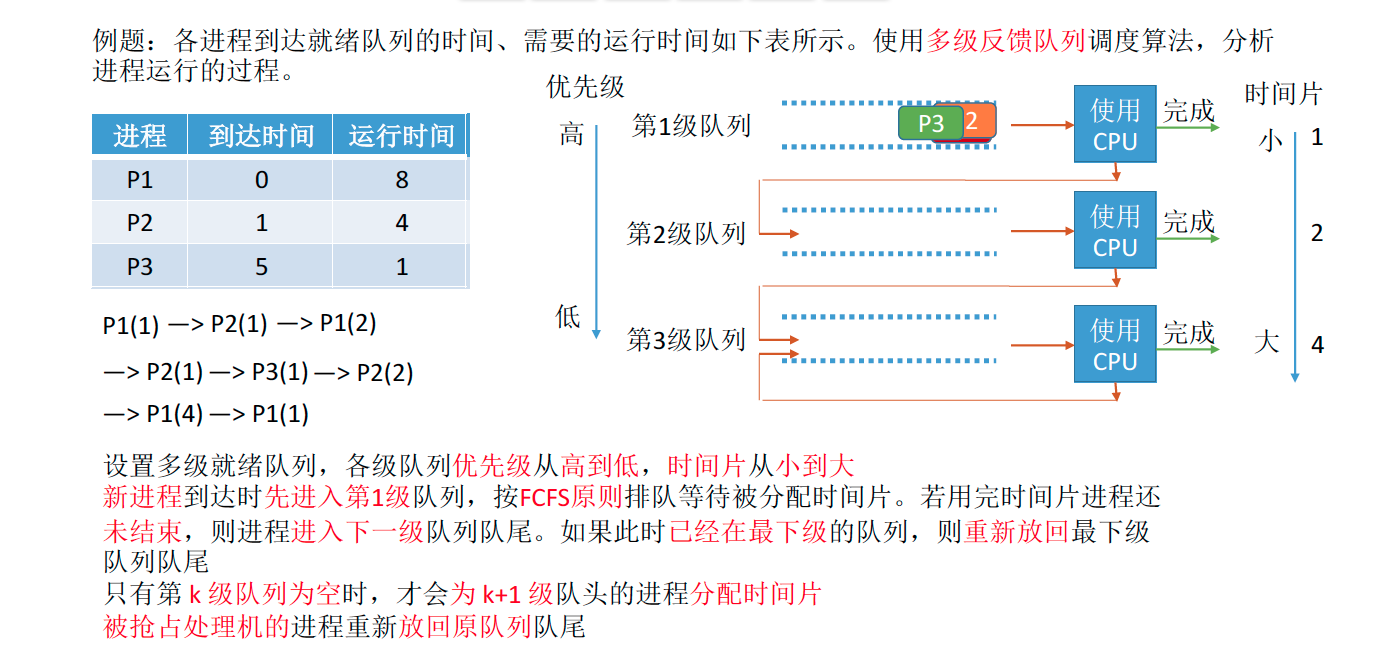 例题：各进程到达就绪队列的时间、需要的运行时间如下表所示。使用多级反馈队列调度算法，分析
进程运行的过程。
进程 到达时间 运行时间
P1 0 8
P2 1 4
P3 5 1
P1(1) —> P2(1) —> P1(2)
—> P2(1) —> P3(1) —> P2(2)
—> P1(4) —> P1(1)
优先级
高
低
第1级队列
P3
2
使用
CPU
完成
第2级队列
使用
CPU
完成
第3级队列
使用
CPU
完成
时间片
小 1
2
大 4
设置多级就绪队列，各级队列优先级从高到低，时间片从小到大
新进程到达时先进入第1级队列，按FCFS原则排队等待被分配时间片。若用完时间片进程还
未结束，则进程进入下一级队列队尾。如果此时已经在最下级的队列，则重新放回最下级
队列队尾
只有第 k 级队列为空时，才会为 k+1 级队头的进程分配时间片
被抢占处理机的进程重新放回原队列队尾